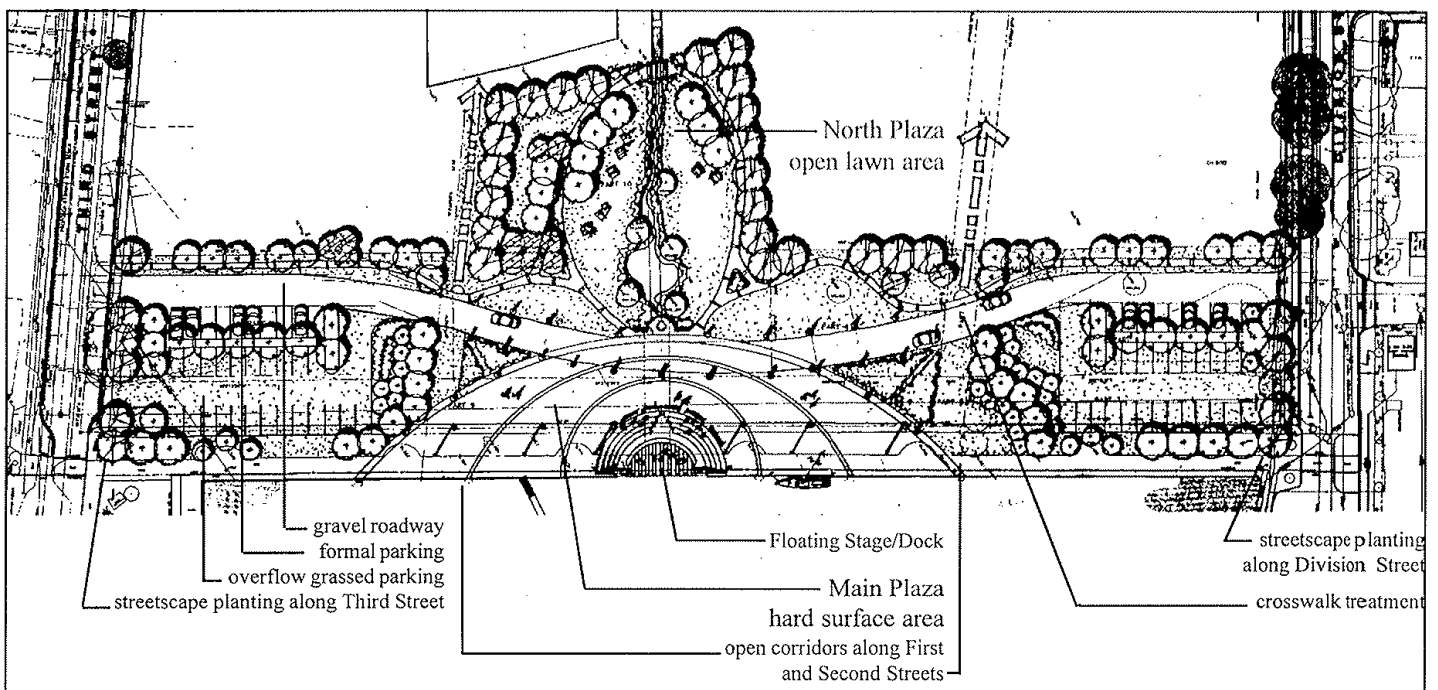 THIRD STREET
North Plaza
open lawn area
gravel roadway
formal parking
overflow grassed parking
streetscape planting along Third Street
Floating Stage/Dock
Main Plaza
hard surface area
open corridors along First
and Second Streets
streetscape planting
along Division Street
crosswalk treatment